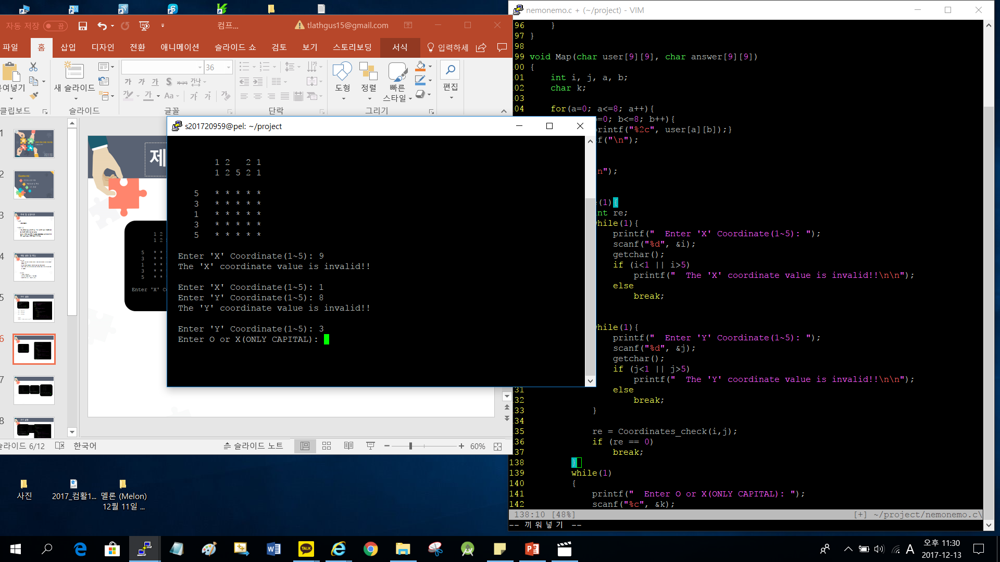 자동 저장 끔
컴프...
tlathgus15@gmail.com
파일 홈 삽입 디자인 전환 애니메이션 슬라이드 쇼 검토 보기 스토리보딩 서식 입력하세
36
새 슬라이드
가 가 가 S 가나
가 Aa 가 가
도형
정렬
빠른
스타일
편집
클립보드
슬라이드
글꼴
단락
그리기
1
2
3
4
5
6
7
8
제
슬라이드 6/12
한국어
슬라이드 노트
60%
s201720959@pel: ~/project
1 2   2 1
1 2 5 2 1
5 * * * * *
3 * * * * *
1 * * * * *
3 * * * * *
5 * * * * *
Enter 'X' Coordinate(1~5): 9
The 'X' coordinate value is invalid!!
Enter 'X' Coordinate(1~5): 1
Enter 'Y' Coordinate(1~5): 8
The 'Y' coordinate value is invalid!!
Enter 'Y' Coordinate(1~5): 3
Enter O or X(ONLY CAPITAL):
nemonemo.c + (~/project) - VIM
96 }
97 }
98
99 void Map(char user[9][9], char answer[9][9])
00 {
01 int i, j, a, b;
02 char k;
03
04 for(a=0; a<=8; a++){
=0; b<=8; b++){
rintf("%2c", user[a][b]);}
f("\n");
n");
(1){
nt re;
hile(1){
printf("  Enter 'X' Coordinate(1~5): ");
scanf("%d", &i);
getchar();
if (i<1 || i>5)
printf("  The 'X' coordinate value is invalid!!\n\n");
else
break;
hile(1){
printf("  Enter 'Y' Coordinate(1~5): ");
scanf("%d", &j);
getchar();
if (j<1 || j>5)
printf("  The 'Y' coordinate value is invalid!!\n\n");
31 else
32 break;
33 }
34
35 re = Coordinates_check(i,j);
36 if (re == 0)
37 break;
138 }
139 while(1)
140 {
141 printf("  Enter O or X(ONLY CAPITAL): ");
142 scanf("%c", &k);
138:10 [48%] [+] ~/project/nemonemo.c\
-- 끼워넣기 --
사진
2017_컴활1...
멜론 (Melon)
12월 11일 ...
A
오후 11:30
2017-12-13